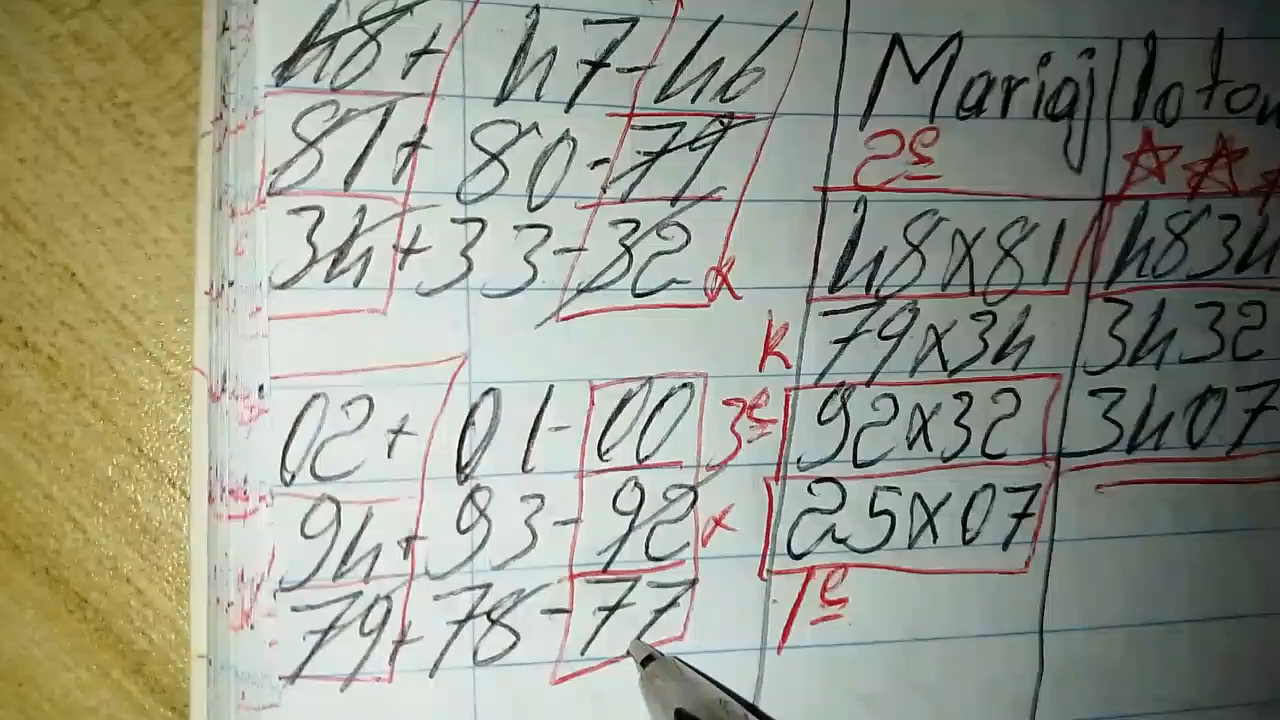 48+ 47-46
81+ 80-79
34+33-32 x
02+ 01-00
94+93-92 x
79+78-77
Mariaj
2e
48x81
K 79x34
3e 92x32
25x07
1e
loto
4834
3432
3407